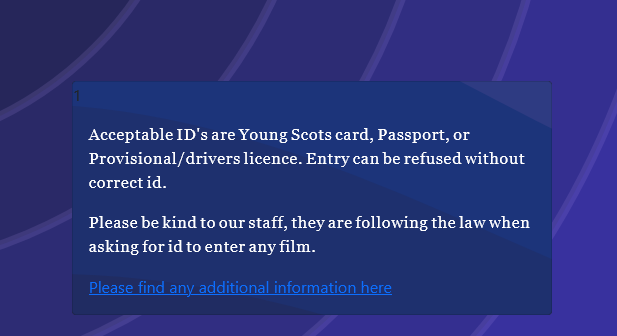 1
Acceptable ID's are Young Scots card, Passport, or
Provisional/drivers licence. Entry can be refused without
correct id.
Please be kind to our staff, they are following the law when
asking for id to enter any film.
Please find any additional information here